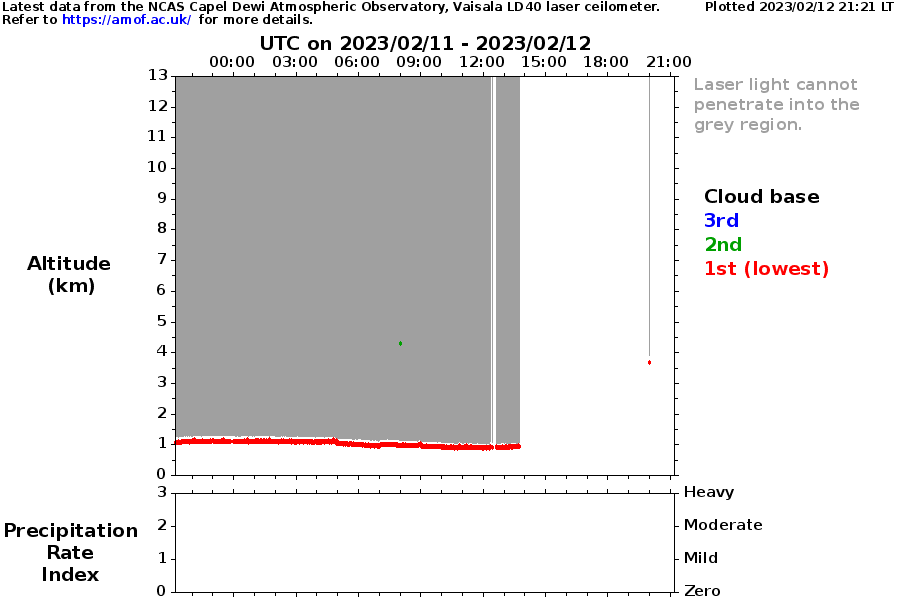 Latest data from the NCAS Capel Dewi Atmospheric Observatory, Vaisala LD40 laser ceilometer. Plotted 2023/02/12 21:21 LT
Refer to https://amof.ac.uk/ for more details.
UTC on 2023/02/11 - 2023/02/12
00:00 03:00 06:00 09:00 12:00 15:00 18:00 21:00
13
12
11
10
9
8
7
6
5
4
3
2
1
0
Altitude
(km)
Laser light cannot
penetrate into the
grey region.
Cloud base
3rd
2nd
1st (lowest)
3
2
1
0
Precipitation
Rate
Index
Heavy
Moderate
Mild
Zero